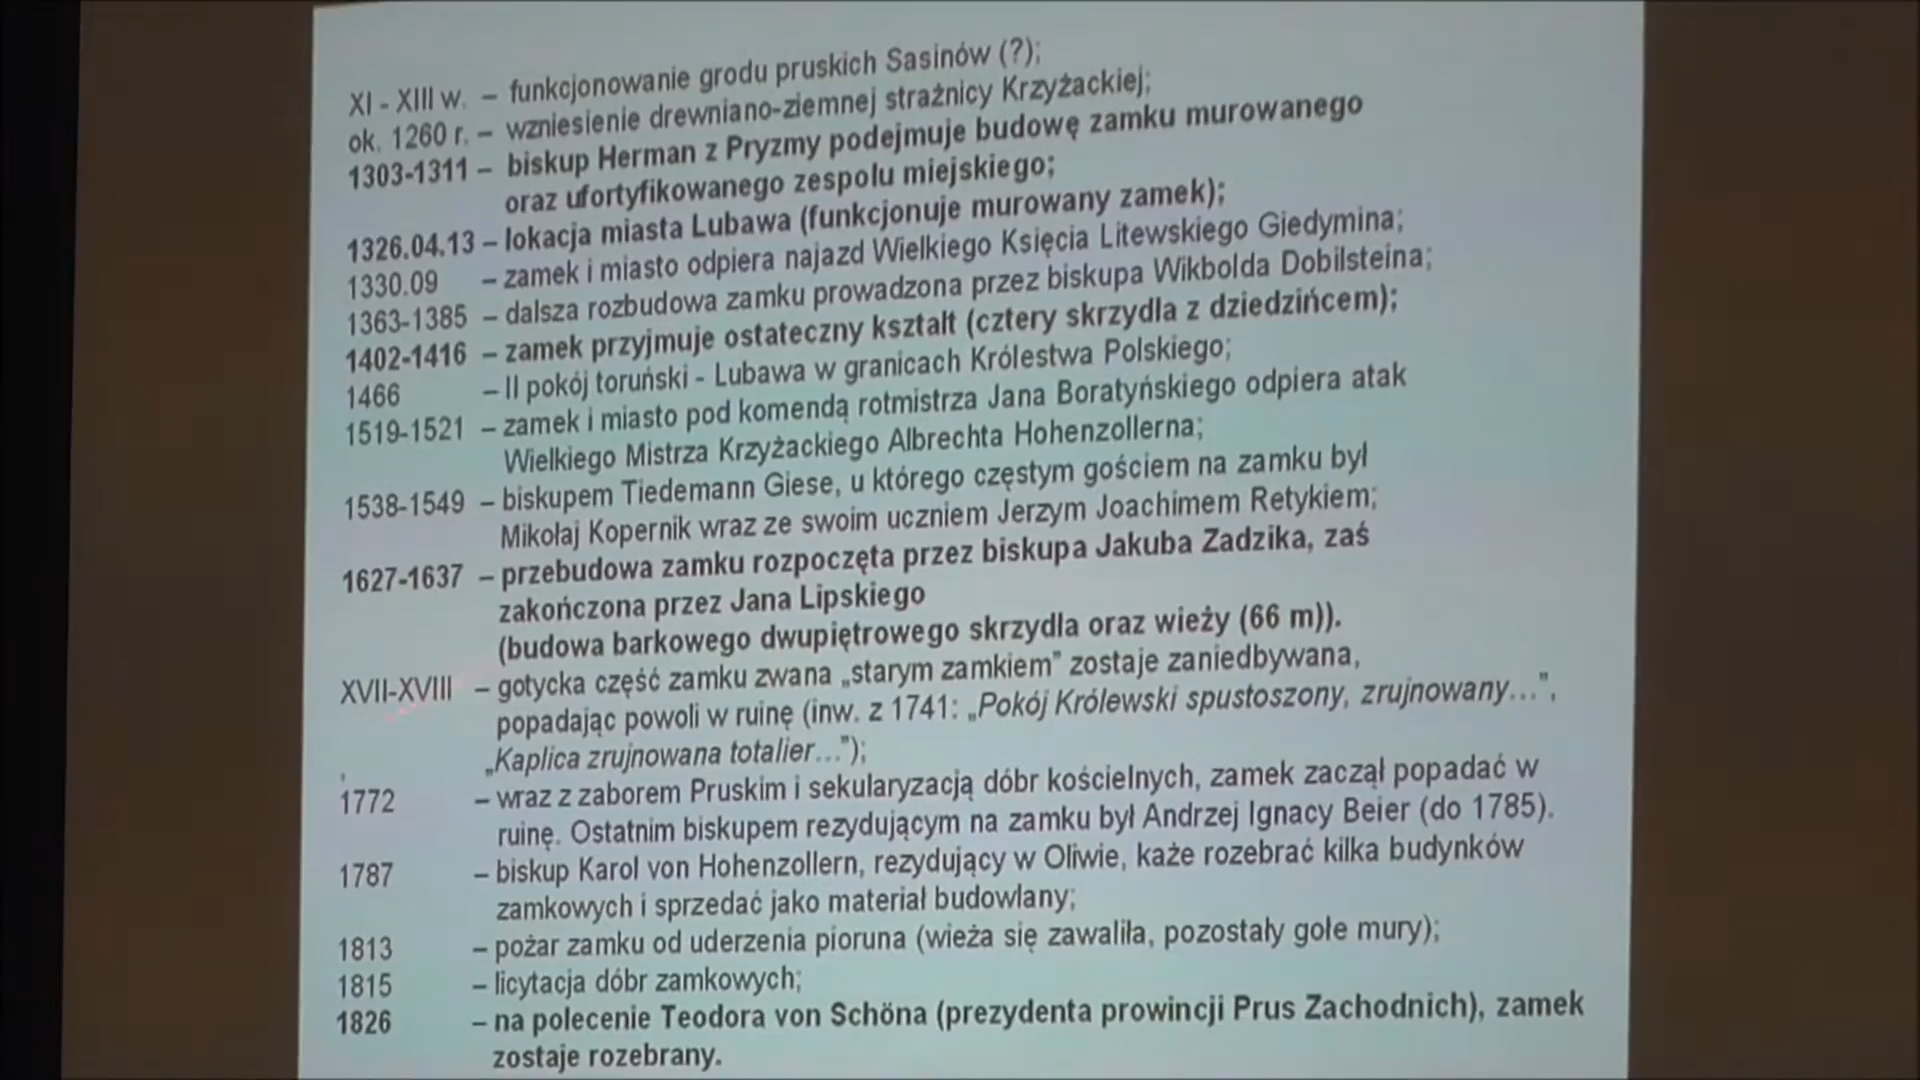 XI - XIII w. – funkcjonowanie grodu pruskich Sasinów (?);
ok. 1260 r. – wzniesienie drewniano-ziemnej strażnicy Krzyżackiej;
1303-1311 – biskup Herman z Pryzmy podejmuje budowę zamku murowanego
oraz ufortyfikowanego zespołu miejskiego;
1326.04.13 – lokacja miasta Lubawa (funkcjonuje murowany zamek);
1330.09 – zamek i miasto odpiera najazd Wielkiego Księcia Litewskiego Giedymina;
1363-1385 – dalsza rozbudowa zamku prowadzona przez biskupa Wikbolda Dobilsteina;
1402-1416 – zamek przyjmuje ostateczny kształt (cztery skrzydła z dziedzińcem);
1466 – II pokój toruński - Lubawa w granicach Królestwa Polskiego;
1519-1521 – zamek i miasto pod komendą rotmistrza Jana Boratyńskiego odpiera atak
Wielkiego Mistrza Krzyżackiego Albrechta Hohenzollerna;
1538-1549 – biskupem Tiedemann Giese, u którego częstym gościem na zamku był
Mikołaj Kopernik wraz ze swoim uczniem Jerzym Joachimem Retykiem;
1627-1637 – przebudowa zamku rozpoczęta przez biskupa Jakuba Zadzika, zaś
zakończona przez Jana Lipskiego
(budowa barkowego dwupiętrowego skrzydła oraz wieży (66 m)).
XVII-XVIII – gotycka część zamku zwana „starym zamkiem” zostaje zaniedbywana,
popadając powoli w ruinę (inw. z 1741: „Pokój Królewski spustoszony, zrujnowany…”,
„Kaplica zrujnowana totalier…”);
1772 – wraz z zaborem Pruskim i sekularyzacją dóbr kościelnych, zamek zaczął popadać w
ruinę. Ostatnim biskupem rezydującym na zamku był Andrzej Ignacy Beier (do 1785).
1787 – biskup Karol von Hohenzollern, rezydujący w Oliwie, każe rozebrać kilka budynków
zamkowych i sprzedać jako materiał budowlany;
1813 – pożar zamku od uderzenia pioruna (wieża się zawaliła, pozostały gołe mury);
1815 – licytacja dóbr zamkowych;
1826 – na polecenie Teodora von Schöna (prezydenta prowincji Prus Zachodnich), zamek
zostaje rozebrany.